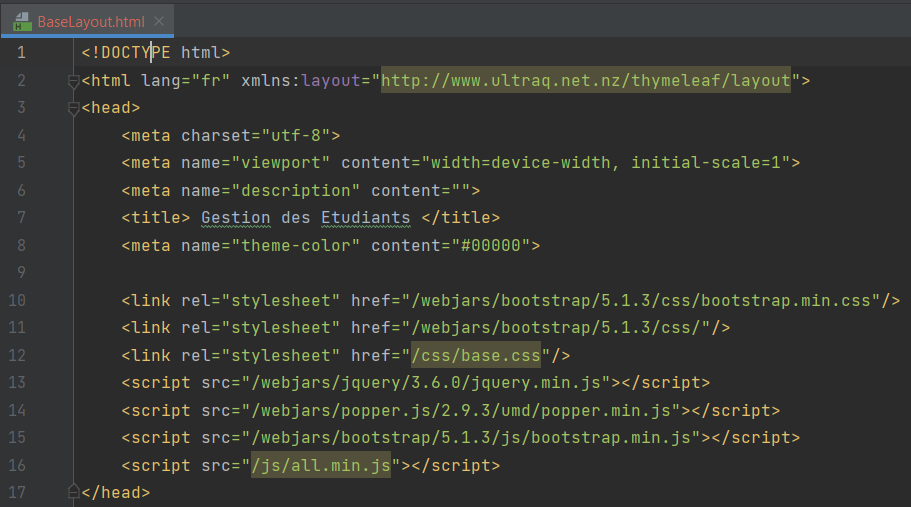 BaseLayout.html
1 <!DOCTYPE html>
2 <html lang="fr" xmlns:layout="http://www.ultraq.net.nz/thymeleaf/layout">
3 <head>
4     <meta charset="utf-8">
5     <meta name="viewport" content="width=device-width, initial-scale=1">
6     <meta name="description" content="">
7     <title> Gestion des Etudiants </title>
8     <meta name="theme-color" content="#00000">
9
10     <link rel="stylesheet" href="/webjars/bootstrap/5.1.3/css/bootstrap.min.css"/>
11     <link rel="stylesheet" href="/webjars/bootstrap/5.1.3/css/"/>
12     <link rel="stylesheet" href="/css/base.css"/>
13     <script src="/webjars/jquery/3.6.0/jquery.min.js"></script>
14     <script src="/webjars/popper.js/2.9.3/umd/popper.min.js"></script>
15     <script src="/webjars/bootstrap/5.1.3/js/bootstrap.min.js"></script>
16     <script src="/js/all.min.js"></script>
17 </head>